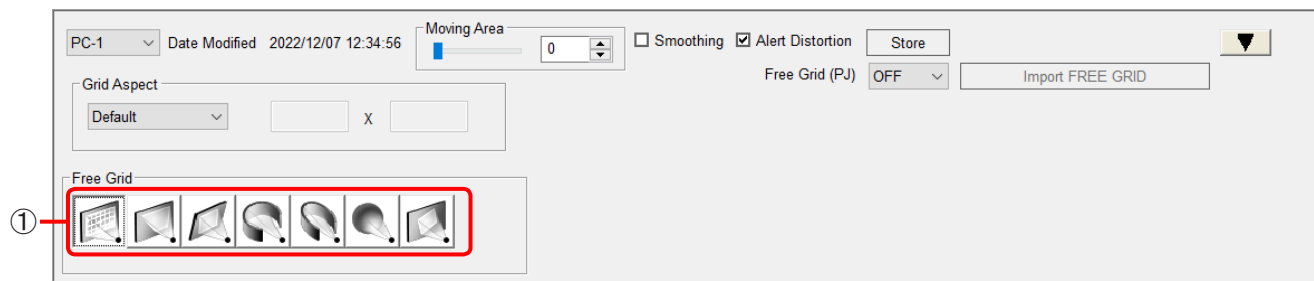 PC-1 Date Modified 2022/12/07 12:34:56 Moving Area 0 Smoothing Alert Distortion Store ▼
Free Grid (PJ) OFF Import FREE GRID
Grid Aspect
Default X
Free Grid
①